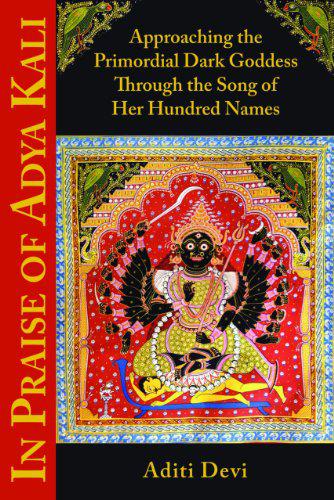 IN PRAISE OF ADYA KALI
Approaching the
Primordial Dark Goddess
Through the Song of
Her Hundred Names
Aditi Devi